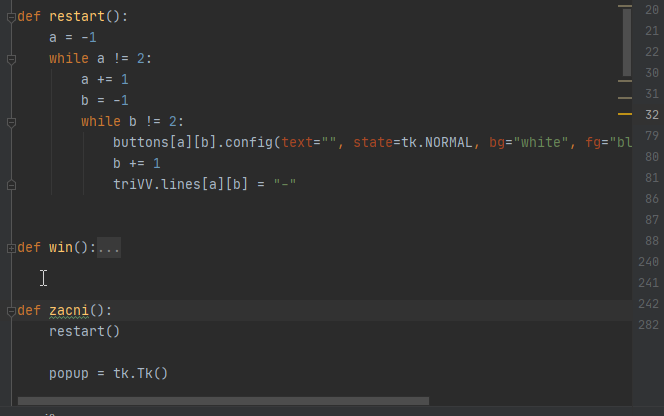 def restart():
    a = -1
    while a != 2:
        a += 1
        b = -1
        while b != 2:
            buttons[a][b].config(text="", state=tk.NORMAL, bg="white", fg="bl
            b += 1
            triVV.lines[a][b] = "-"
def win():...
def zacni():
    restart()
    popup = tk.Tk()
20
21
22
30
31
32
79
80
81
86
87
88
240
241
242
282